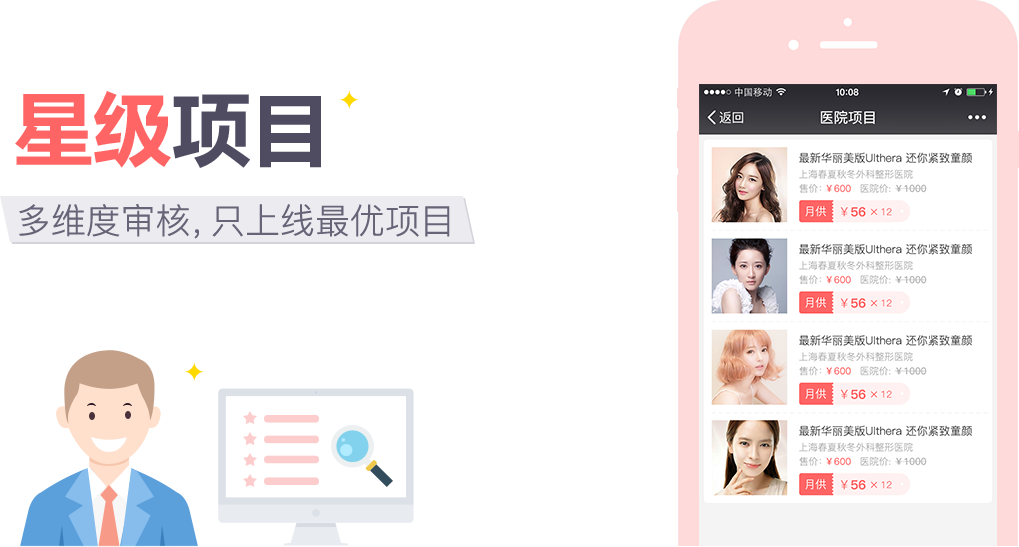 星级项目
多维度审核, 只上线最优项目
中国移动
10:08
返回
医院项目
最新华丽美版Ulthera 还你紧致童颜
上海春夏秋冬外科整形医院
售价: ¥600 医院价: ¥1000
月供 ¥56 × 12
最新华丽美版Ulthera 还你紧致童颜
上海春夏秋冬外科整形医院
售价: ¥600 医院价: ¥1000
月供 ¥56 × 12
最新华丽美版Ulthera 还你紧致童颜
上海春夏秋冬外科整形医院
售价: ¥600 医院价: ¥1000
月供 ¥56 × 12
最新华丽美版Ulthera 还你紧致童颜
上海春夏秋冬外科整形医院
售价: ¥600 医院价: ¥1000
月供 ¥56 × 12